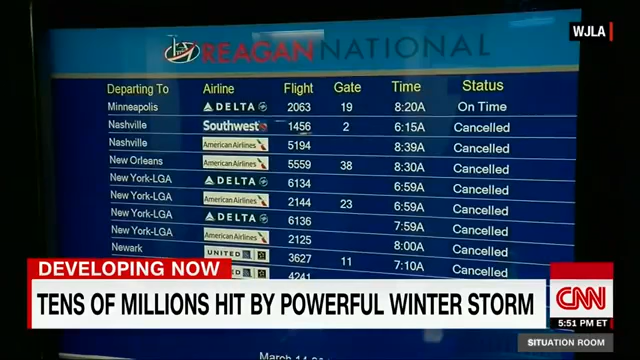 WJLA
REAGAN NATIONAL
Departing To Airline Flight Gate Time Status
Minneapolis DELTA 2063 19 8:20A On Time
Nashville Southwest 1456 2 6:15A Cancelled
Nashville American Airlines 5194 8:39A Cancelled
New Orleans American Airlines 5559 38 8:30A Cancelled
New York-LGA DELTA 6134 6:59A Cancelled
New York-LGA American Airlines 2144 23 6:59A Cancelled
New York-LGA DELTA 6136 7:59A Cancelled
New York-LGA American Airlines 2125 8:00A Cancelled
Newark UNITED 3627 11 7:10A Cancelled
4241
DEVELOPING NOW
TENS OF MILLIONS HIT BY POWERFUL WINTER STORM
CNN
5:51 PM ET
SITUATION ROOM
March 14